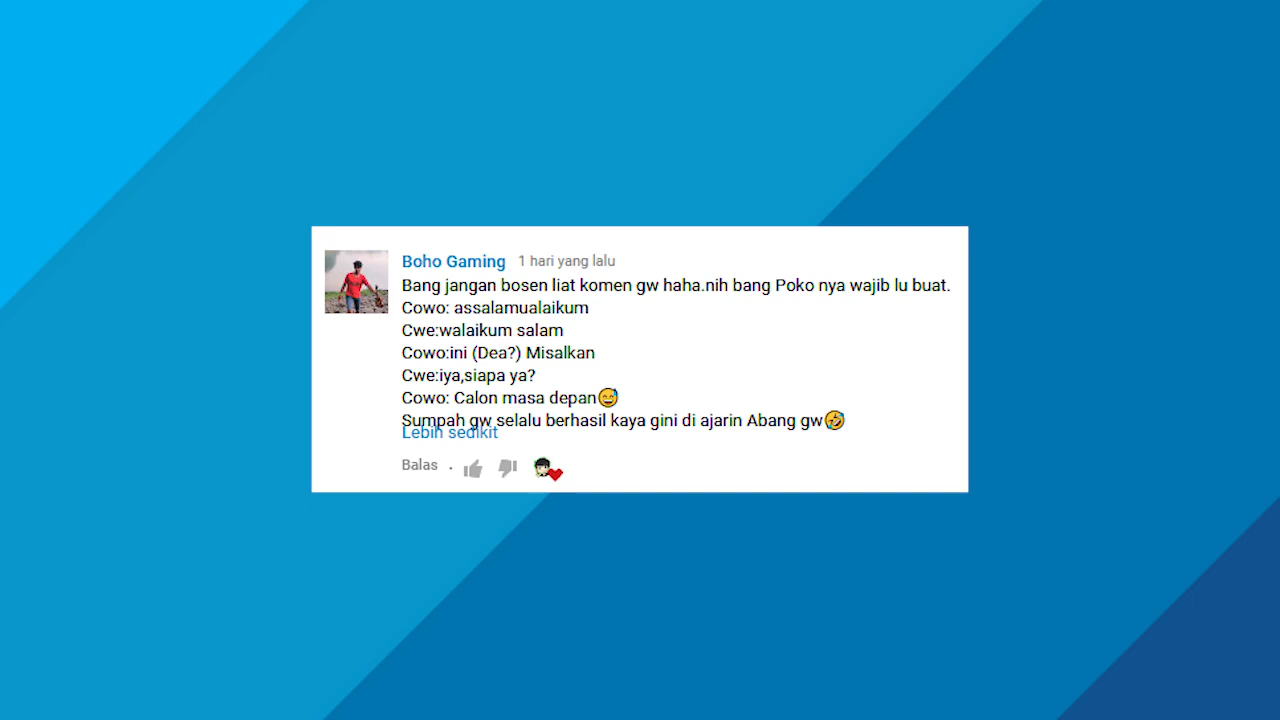 Boho Gaming 1 hari yang lalu
Bang jangan bosen liat komen gw haha.nih bang Poko nya wajib lu buat.
Cowo: assalamualaikum
Cwe:walaikum salam
Cowo:ini (Dea?) Misalkan
Cwe:iya,siapa ya?
Cowo: Calon masa depan😅
Sumpah gw selalu berhasil kaya gini di ajarin Abang gw🤣
Lebih sedikit
Balas